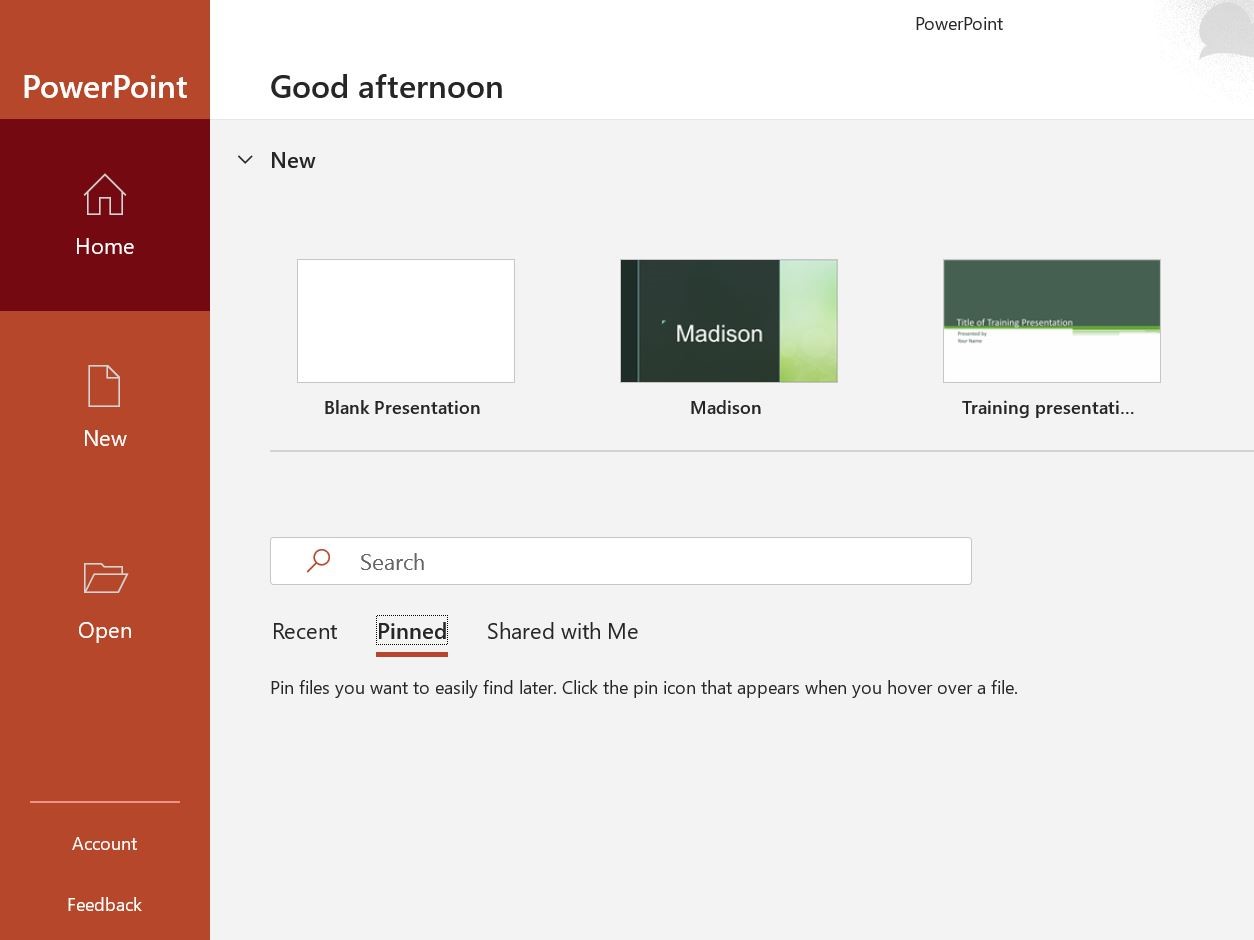 PowerPoint
PowerPoint
Good afternoon
New
Home
Madison
Title of Training Presentation
Presented by
Your Name
Blank Presentation
Madison
Training presentati...
New
Search
Open
Recent
Pinned
Shared with Me
Pin files you want to easily find later. Click the pin icon that appears when you hover over a file.
Account
Feedback